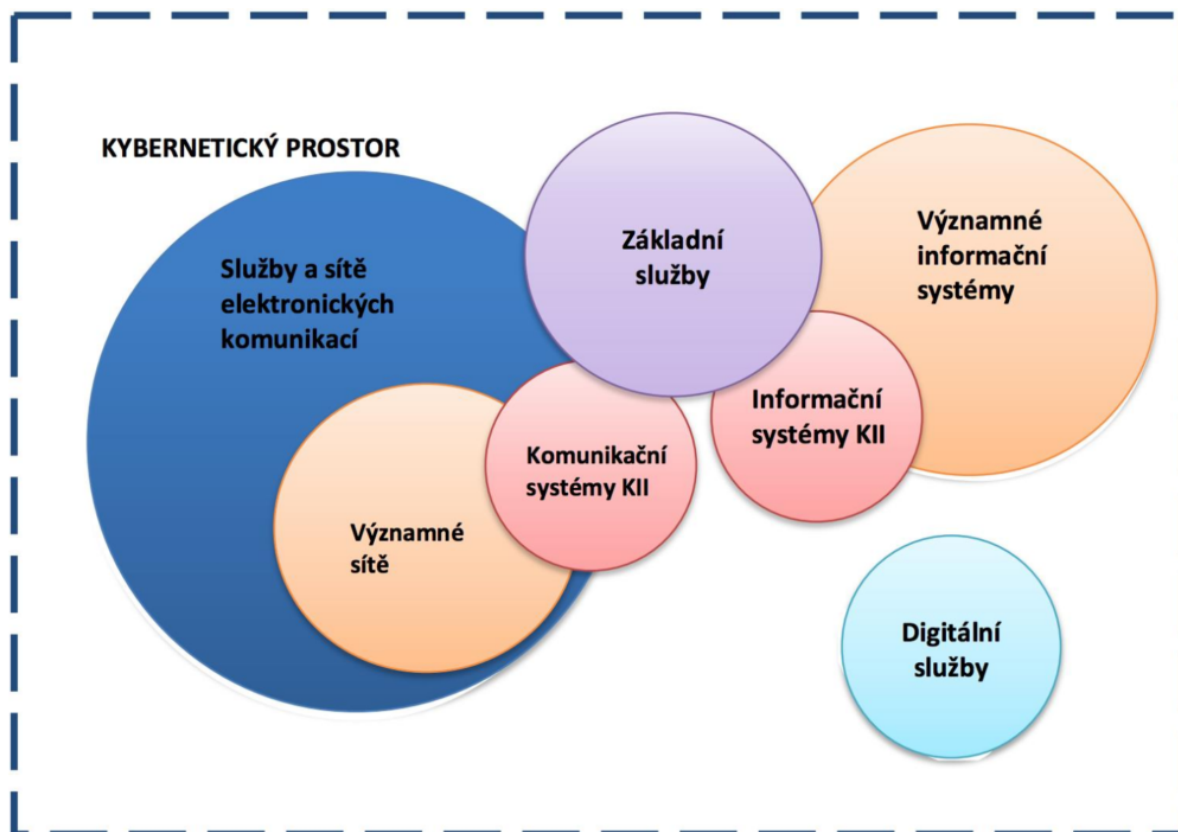 KYBERNETICKÝ PROSTOR
Služby a sítě
elektronických
komunikací
Základní
služby
Významné
informační
systémy
Informační
systémy KII
Komunikační
systémy KII
Významné
sítě
Digitální
služby